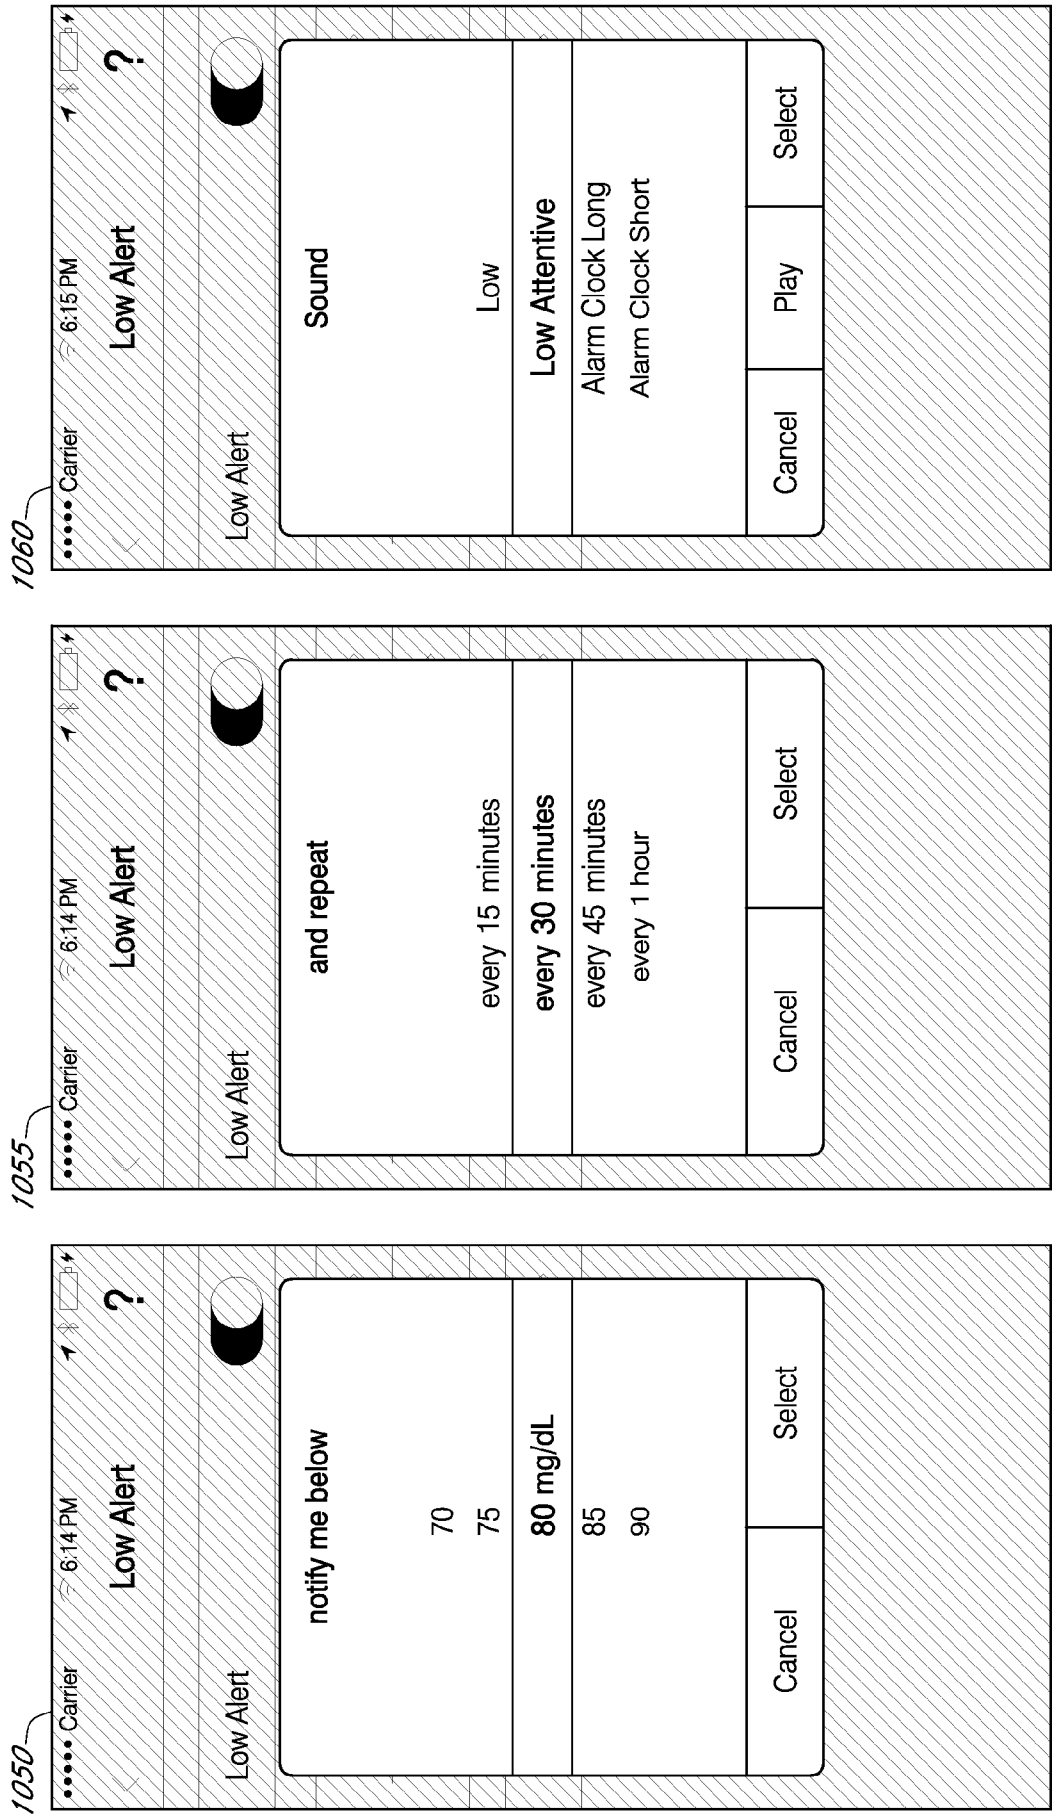 1050
••••• Carrier 6:14 PM
Low Alert ?
Low Alert
notify me below
70
75
80 mg/dL
85
90
Cancel Select
1055
••••• Carrier 6:14 PM
Low Alert ?
Low Alert
and repeat
every 15 minutes
every 30 minutes
every 45 minutes
every 1 hour
Cancel Select
1060
••••• Carrier 6:15 PM
Low Alert ?
Low Alert
Sound
Low
Low Attentive
Alarm Clock Long
Alarm Clock Short
Cancel Play Select